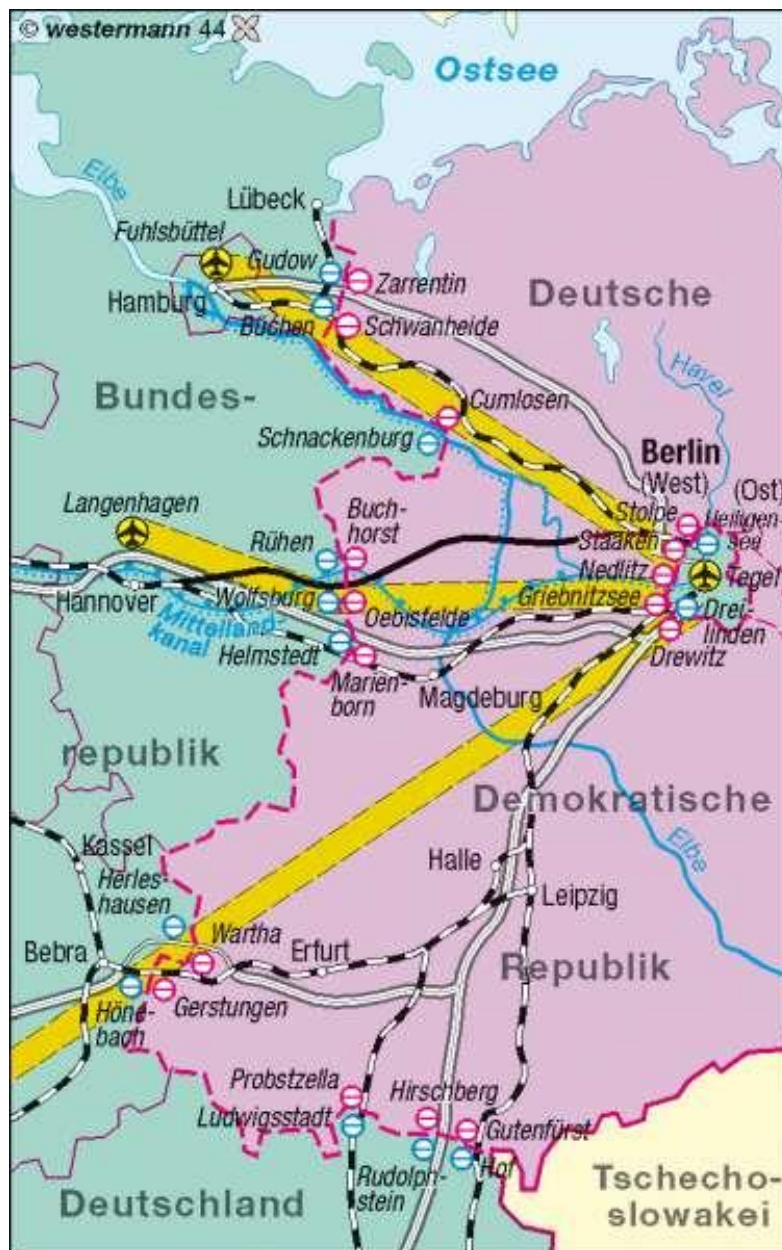 © westermann 44
Ostsee
Elbe
Lübeck
Fuhlsbüttel
Gudow
Zarrentin
Hamburg
Deutsche
Büchen
Schwanheide
Havel
Bundes-
Cumlosen
Schnackenburg
Berlin
(West)
(Ost)
Langenhagen
Buch-
horst
Stolpe
Heiligen-
see
Rühen
Staaken
Nedlitz
Tegel
Hannover
Wolfsburg
Oebisfelde
Griebnitzsee
Drei-
linden
Mittelland-
kanal
Helmstedt
Drewitz
Marien-
born
Magdeburg
republik
Demokratische
Elbe
Kassel
Halle
Herles-
hausen
Leipzig
Wartha
Bebra
Erfurt
Republik
Höne-
bach
Gerstungen
Probstzella
Hirschberg
Ludwigsstadt
Gutenfürst
Rudolph-
stein
Hof
Tschecho-
slowakei
Deutschland